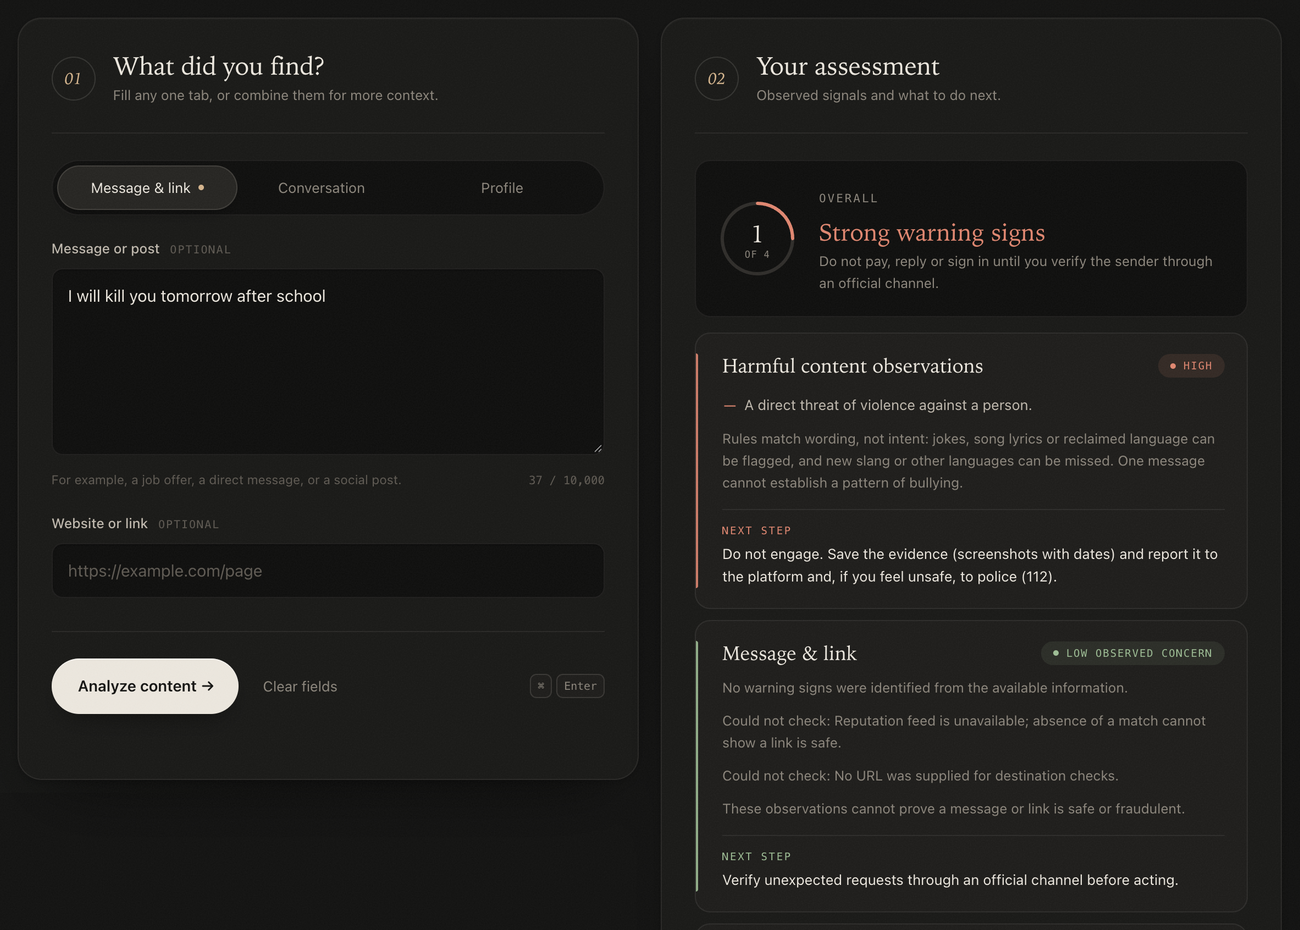 01
What did you find?
Fill any one tab, or combine them for more context.
Message & link
Conversation
Profile
Message or post OPTIONAL
I will kill you tomorrow after school
For example, a job offer, a direct message, or a social post.
37 / 10,000
Website or link OPTIONAL
https://example.com/page
Analyze content →
Clear fields
⌘ Enter
02
Your assessment
Observed signals and what to do next.
1
OF 4
OVERALL
Strong warning signs
Do not pay, reply or sign in until you verify the sender through
an official channel.
Harmful content observations
HIGH
— A direct threat of violence against a person.
Rules match wording, not intent: jokes, song lyrics or reclaimed language can
be flagged, and new slang or other languages can be missed. One message
cannot establish a pattern of bullying.
NEXT STEP
Do not engage. Save the evidence (screenshots with dates) and report it to
the platform and, if you feel unsafe, to police (112).
Message & link
LOW OBSERVED CONCERN
No warning signs were identified from the available information.
Could not check: Reputation feed is unavailable; absence of a match cannot
show a link is safe.
Could not check: No URL was supplied for destination checks.
These observations cannot prove a message or link is safe or fraudulent.
NEXT STEP
Verify unexpected requests through an official channel before acting.